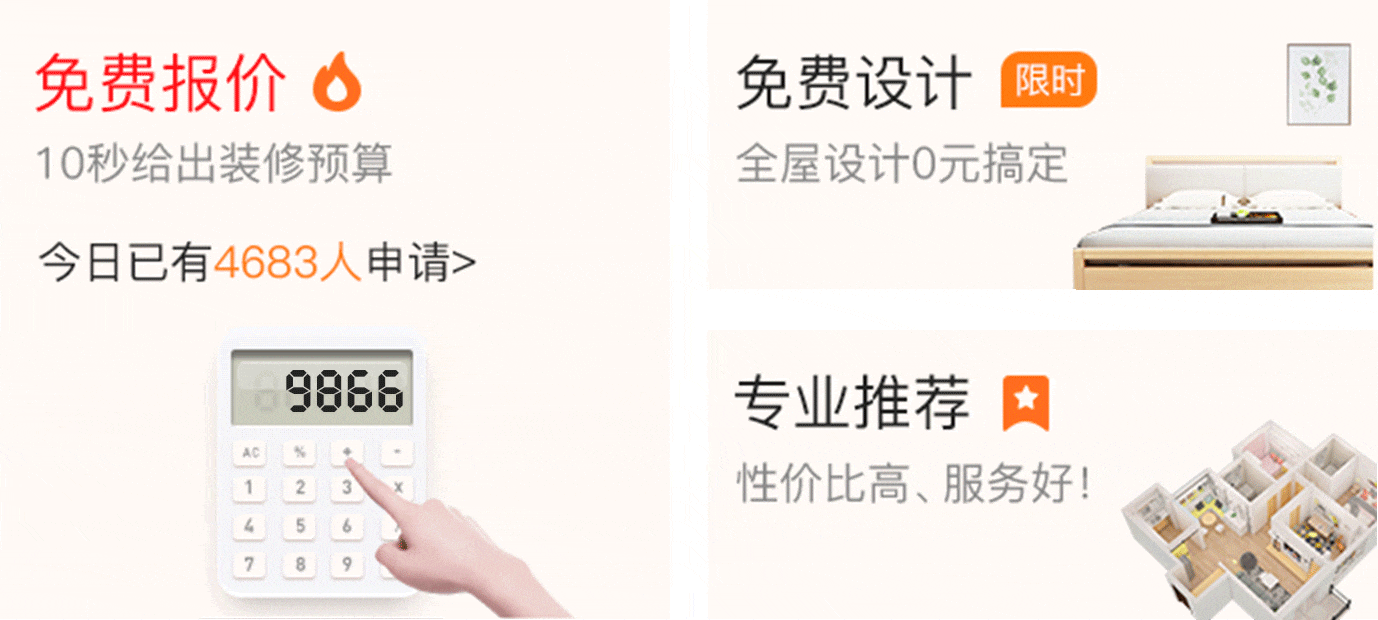 免费报价
10秒给出装修预算
今日已有4683人申请>
9866
AC % + -
1 2 3 x
4 5 6
7 8 9
免费设计 限时
全屋设计0元搞定
专业推荐
性价比高、服务好!